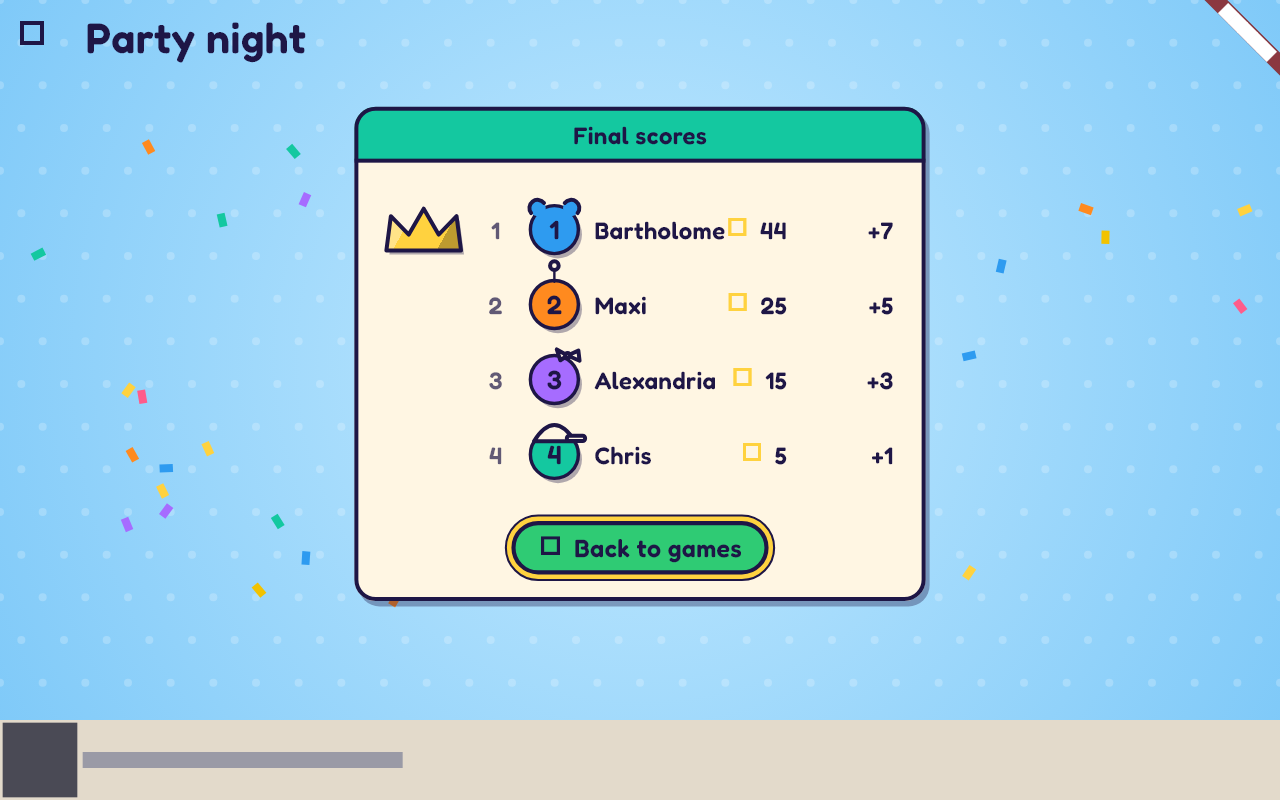 Party night
Final scores
1 1 Bartholome 44 +7
2 2 Maxi 25 +5
3 3 Alexandria 15 +3
4 4 Chris 5 +1
Back to games